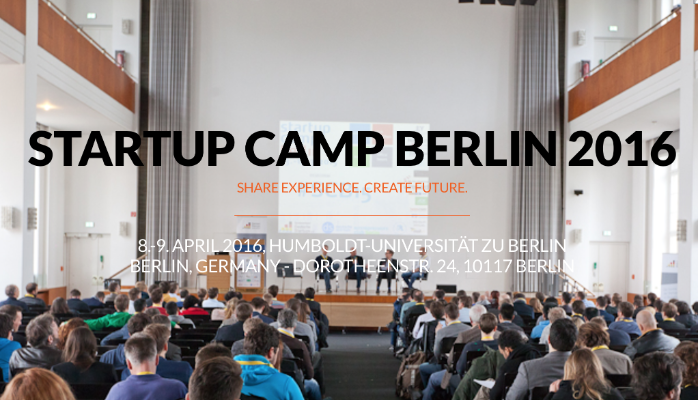 STARTUP CAMP BERLIN 2016
SHARE EXPERIENCE. CREATE FUTURE.
8.-9. APRIL 2016, HUMBOLDT-UNIVERSITÄT ZU BERLIN
BERLIN, GERMANY - DOROTHEENSTR. 24, 10117 BERLIN